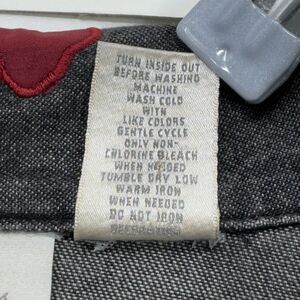 TURN INSIDE OUT
BEFORE WASHING
MACHINE
WASH COLD
WITH
LIKE COLORS
GENTLE CYCLE
ONLY NON-
CHLORINE BLEACH
WHEN NEEDED
TUMBLE DRY LOW
WARM IRON
WHEN NEEDED
DO NOT IRON
DECORATION